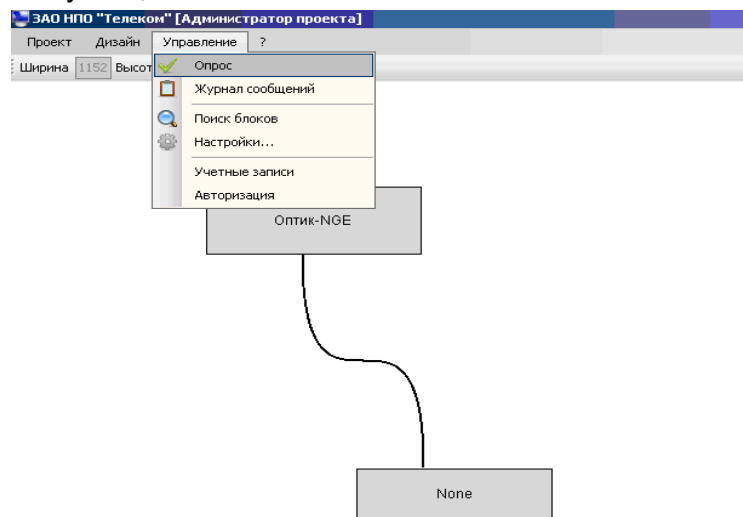 ЗАО НПО "Телеком" [Администратор проекта]
Проект Дизайн Управление ?
Ширина 1152 Высот
Опрос
Журнал сообщений
Поиск блоков
Настройки...
Учетные записи
Авторизация
Оптик-NGE
None